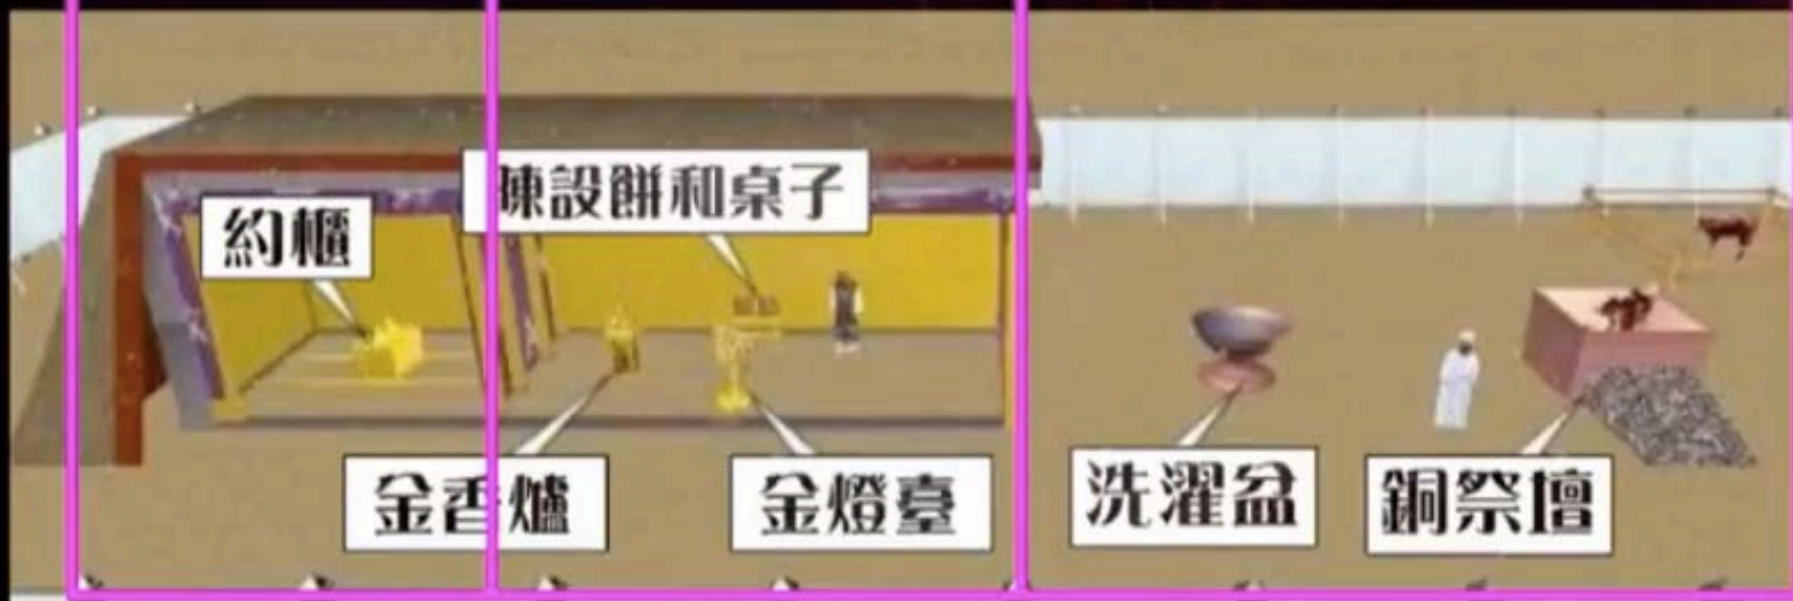 陳設餅和桌子
約櫃
金香爐
金燈臺
洗濯盆
銅祭壇